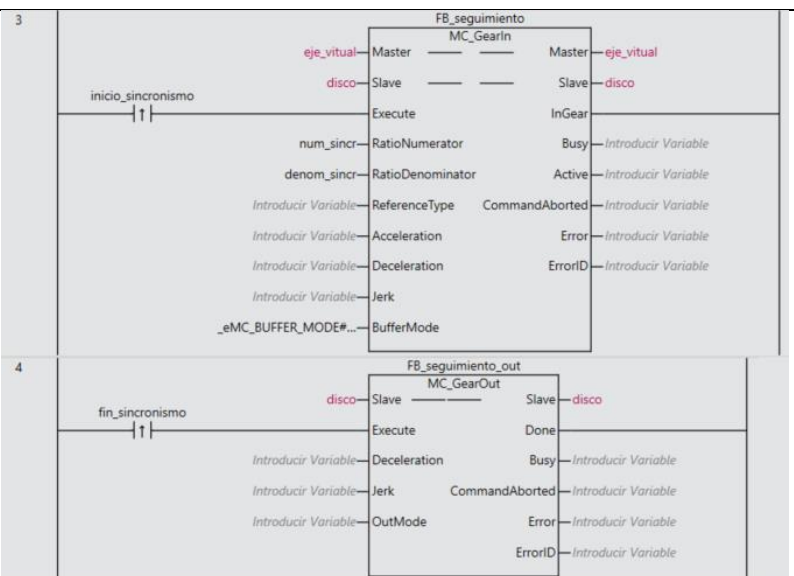 3
FB_seguimiento
MC_GearIn
eje_vitual Master Master eje_vitual
disco Slave Slave disco
inicio_sincronismo
Execute InGear
num_sincr RatioNumerator Busy Introducir Variable
denom_sincr RatioDenominator Active Introducir Variable
Introducir Variable ReferenceType CommandAborted Introducir Variable
Introducir Variable Acceleration Error Introducir Variable
Introducir Variable Deceleration ErrorID Introducir Variable
Introducir Variable Jerk
_eMC_BUFFER_MODE#... BufferMode
4
FB_seguimiento_out
MC_GearOut
disco Slave Slave disco
fin_sincronismo
Execute Done
Introducir Variable Deceleration Busy Introducir Variable
Introducir Variable Jerk CommandAborted Introducir Variable
Introducir Variable OutMode Error Introducir Variable
ErrorID Introducir Variable